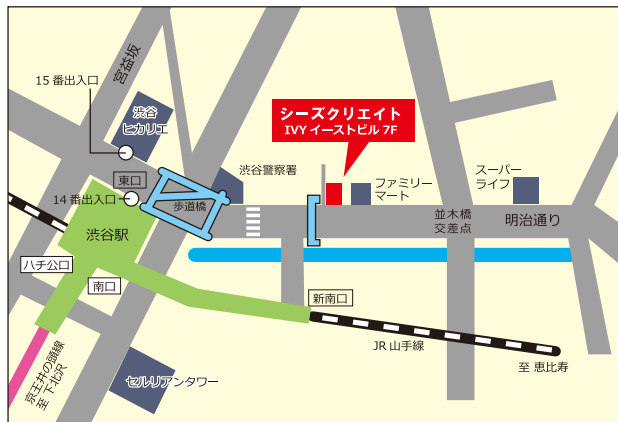 宮益坂
15番出入口
渋谷
ヒカリエ
シーズクリエイト
IVY イーストビル 7F
渋谷警察署
東口
14番出入口
歩道橋
ファミリー
マート
スーパー
ライフ
並木橋
交差点
明治通り
渋谷駅
ハチ公口
南口
新南口
JR 山手線
至 恵比寿
京王井の頭線
至 下北沢
セルリアンタワー